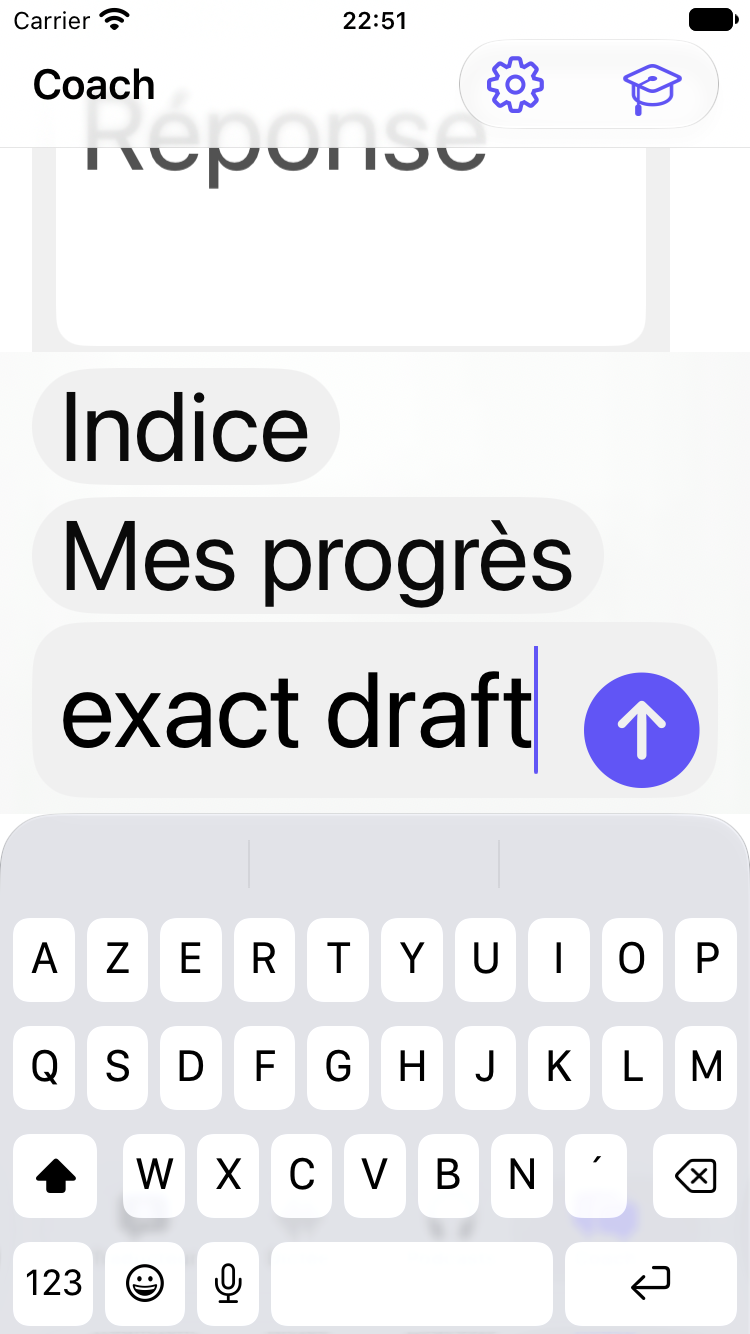 Carrier 22:51
Coach
Réponse
Indice
Mes progrès
exact draft
A Z E R T Y U I O P
Q S D F G H J K L M
W X C V B N ´
123